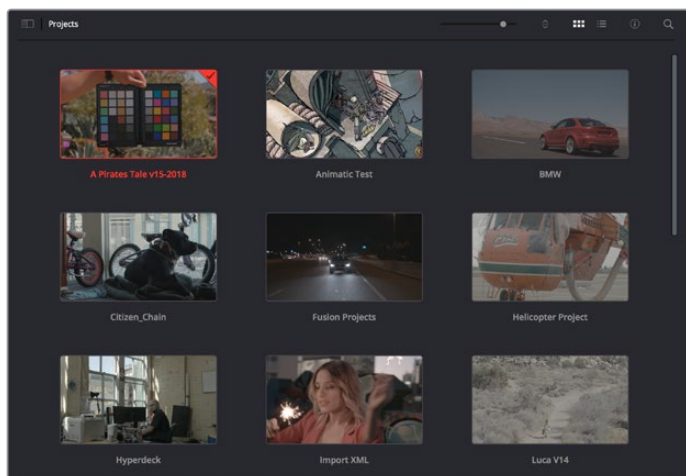 Projects
A Pirates Tale v15-2018
Animatic Test
BMW
Citizen_Chain
Fusion Projects
Helicopter Project
Hyperdeck
Import XML
Luca V14